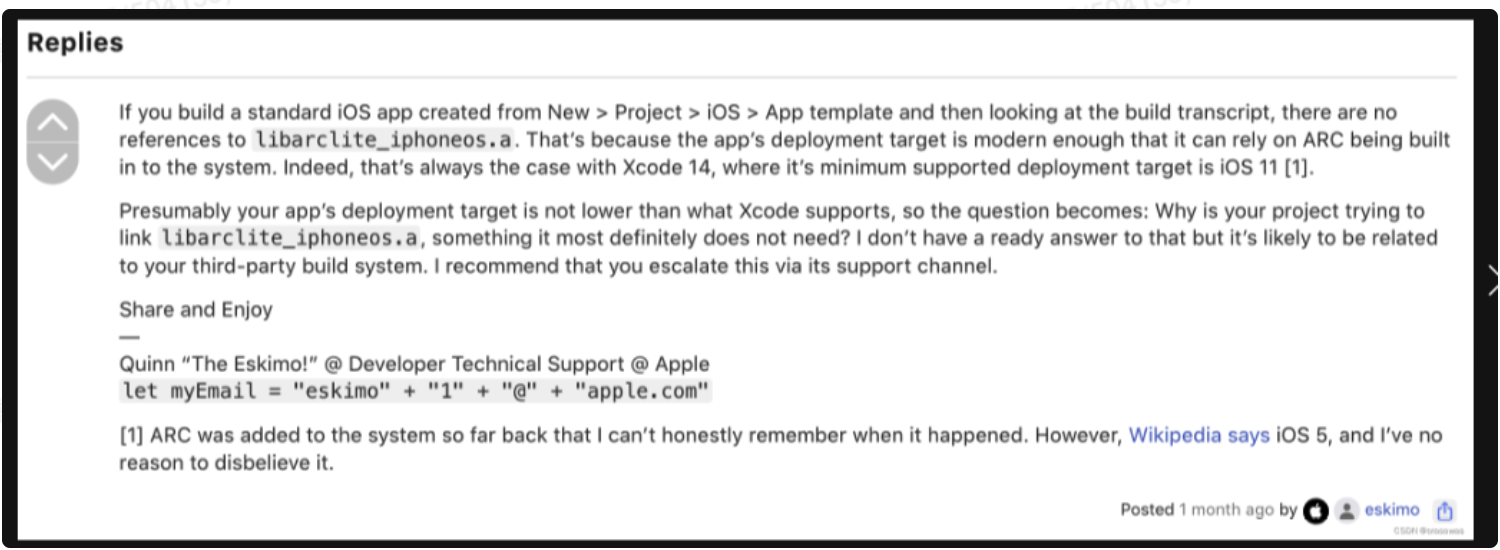 Replies
If you build a standard iOS app created from New > Project > iOS > App template and then looking at the build transcript, there are no
references to libarclite_iphoneos.a. That's because the app's deployment target is modern enough that it can rely on ARC being built
in to the system. Indeed, that's always the case with Xcode 14, where it's minimum supported deployment target is iOS 11 [1].
Presumably your app's deployment target is not lower than what Xcode supports, so the question becomes: Why is your project trying to
link libarclite_iphoneos.a, something it most definitely does not need? I don't have a ready answer to that but it's likely to be related
to your third-party build system. I recommend that you escalate this via its support channel.
Share and Enjoy
—
Quinn “The Eskimo!” @ Developer Technical Support @ Apple
let myEmail = "eskimo" + "1" + "@" + "apple.com"
[1] ARC was added to the system so far back that I can't honestly remember when it happened. However, Wikipedia says iOS 5, and I've no
reason to disbelieve it.
Posted 1 month ago by eskimo
CSDN